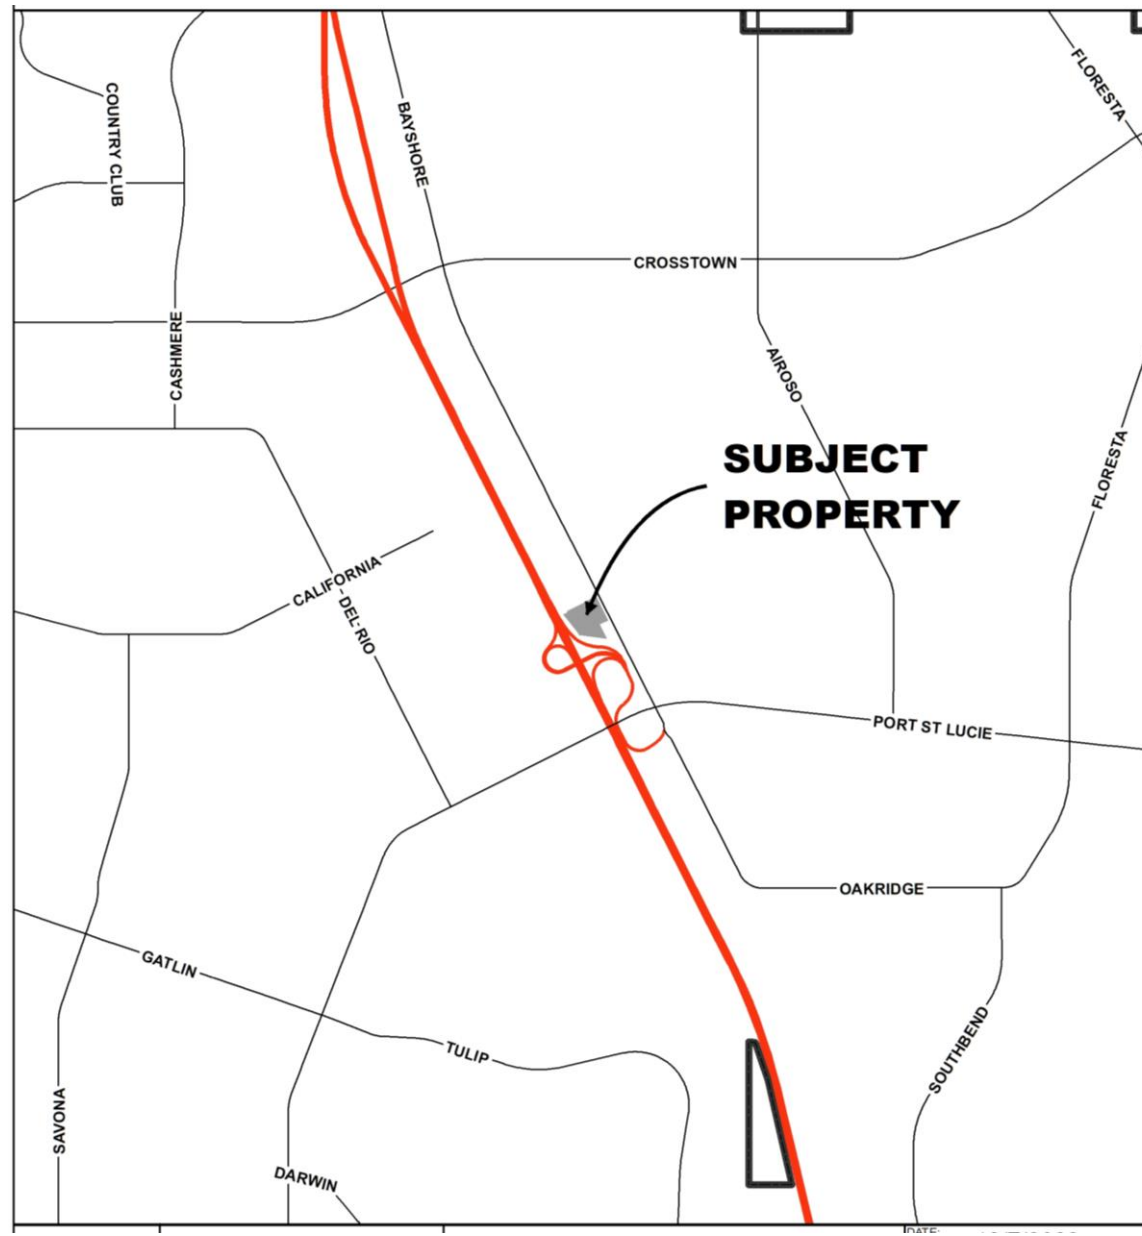 FLORESTA
COUNTRY CLUB
BAYSHORE
CROSSTOWN
CASHMERE
AIROSO
SUBJECT
PROPERTY
FLORESTA
CALIFORNIA
DEL RIO
PORT ST LUCIE
OAKRIDGE
GATLIN
TULIP
SOUTHBEND
SAVONA
DARWIN
DATE: